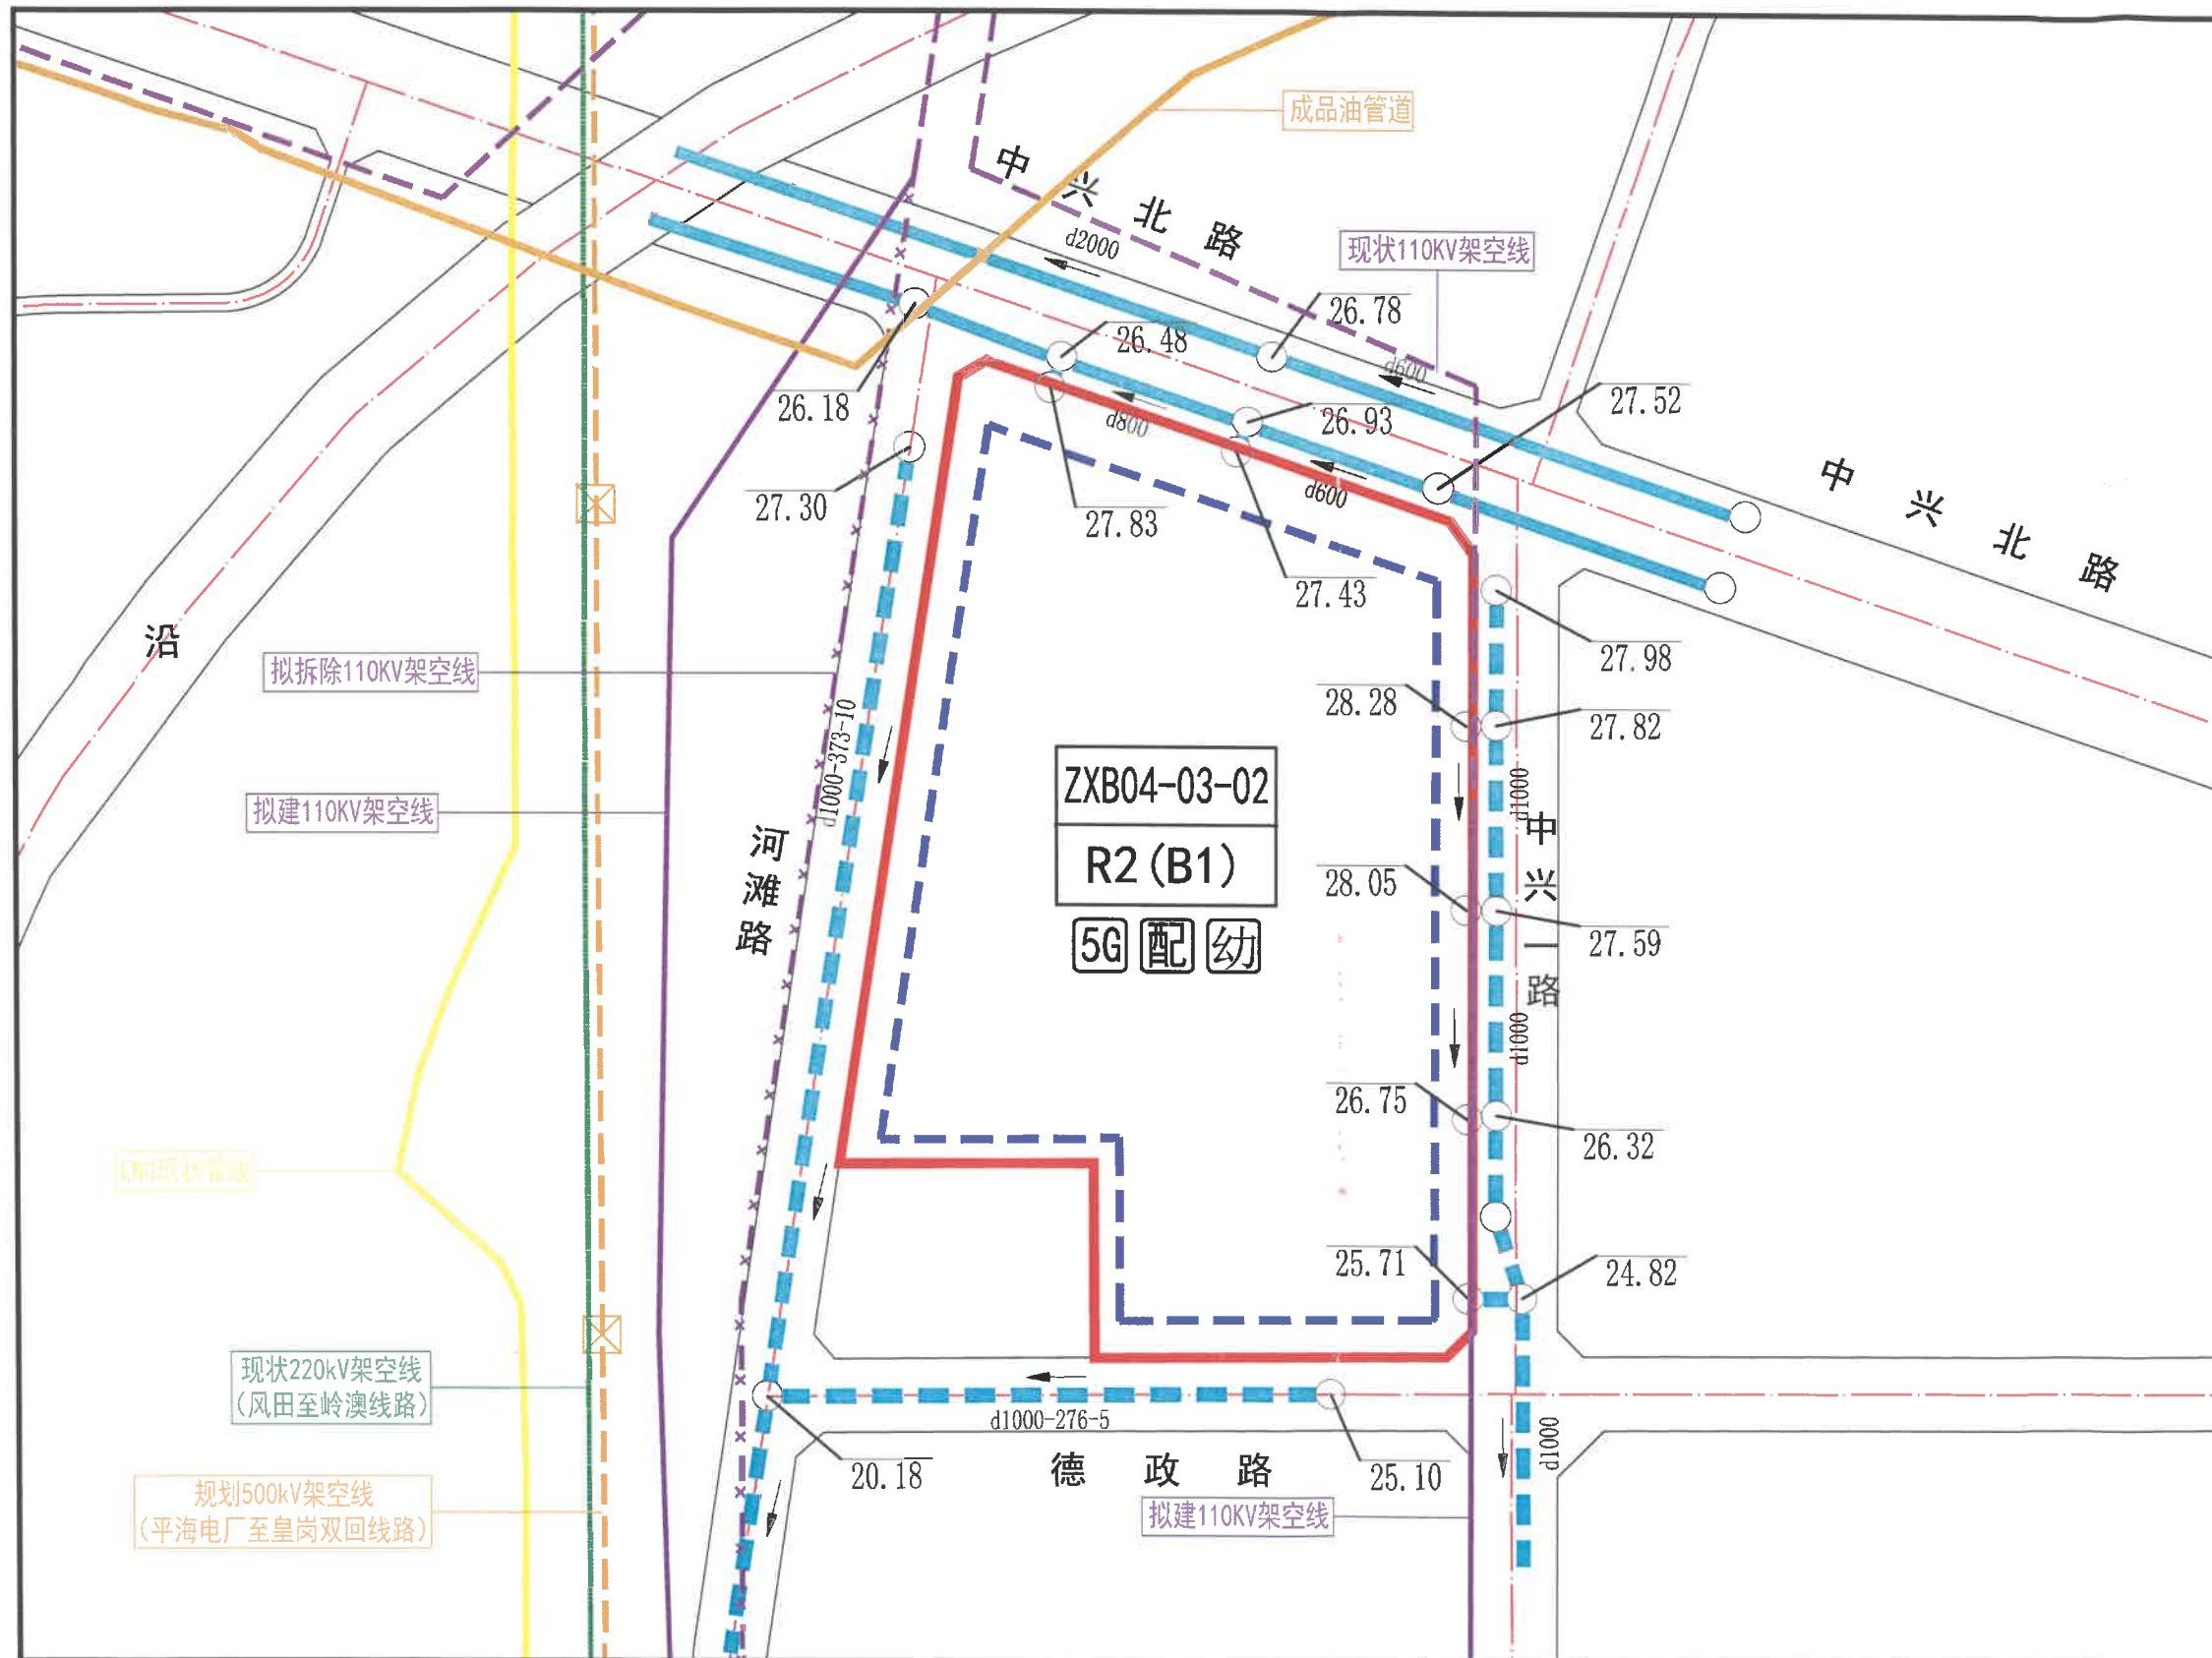 成品油管道
中兴北路
d2000
现状110KV架空线
26.78
26.48
d600
27.52
26.18
26.93
d800
中兴北路
27.30
27.83
d600
27.43
沿
27.98
拟拆除110KV架空线
28.28
27.82
d1000-373-10
ZXB04-03-02
d1000
拟建110KV架空线
河滩路
中兴一路
R2(B1)
28.05
27.59
5G 配 幼
d1000
26.75
26.32
LNG现状管线
25.71
24.82
现状220kV架空线
(风田至岭澳线路)
d1000-276-5
d1000
20.18
德政路
25.10
规划500kV架空线
(平海电厂至皇岗双回线路)
拟建110KV架空线